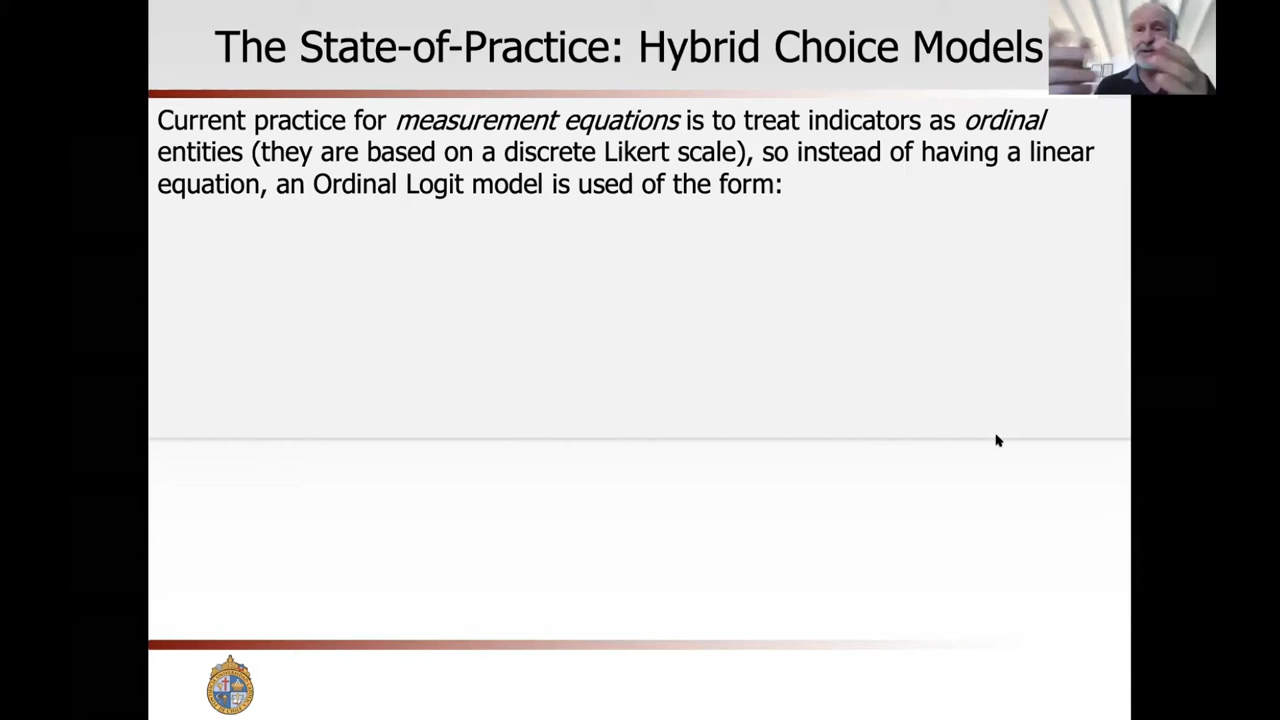 The State-of-Practice: Hybrid Choice Models
Current practice for measurement equations is to treat indicators as ordinal
entities (they are based on a discrete Likert scale), so instead of having a linear
equation, an Ordinal Logit model is used of the form: